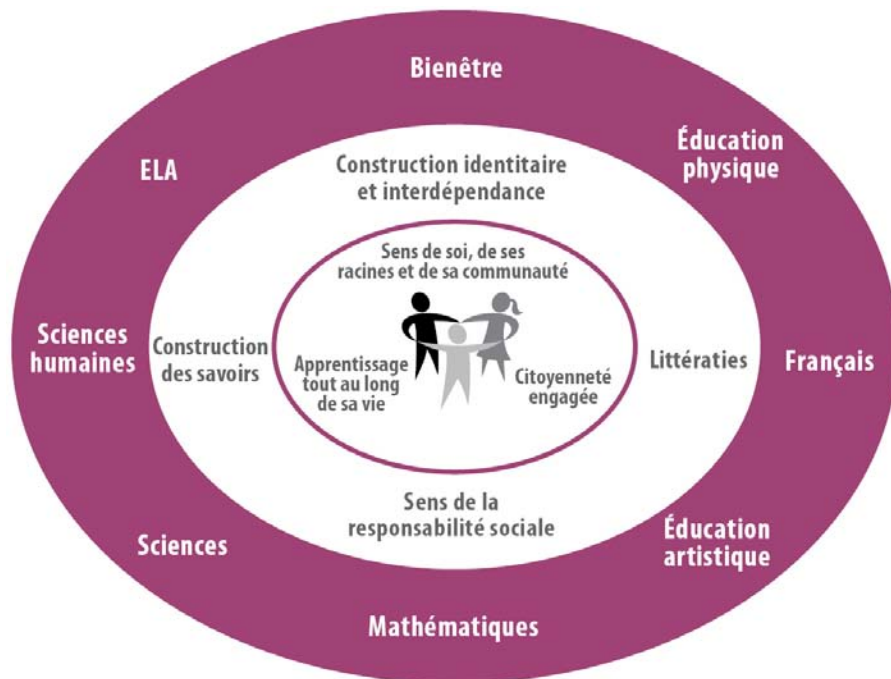 Bienêtre
Éducation
physique
ELA
Construction identitaire
et interdépendance
Sens de soi, de ses
racines et de sa communauté
Sciences
humaines
Construction
des savoirs
Apprentissage
tout au long
de sa vie
Citoyenneté
engagée
Littératies
Français
Sens de la
responsabilité sociale
Sciences
Éducation
artistique
Mathématiques